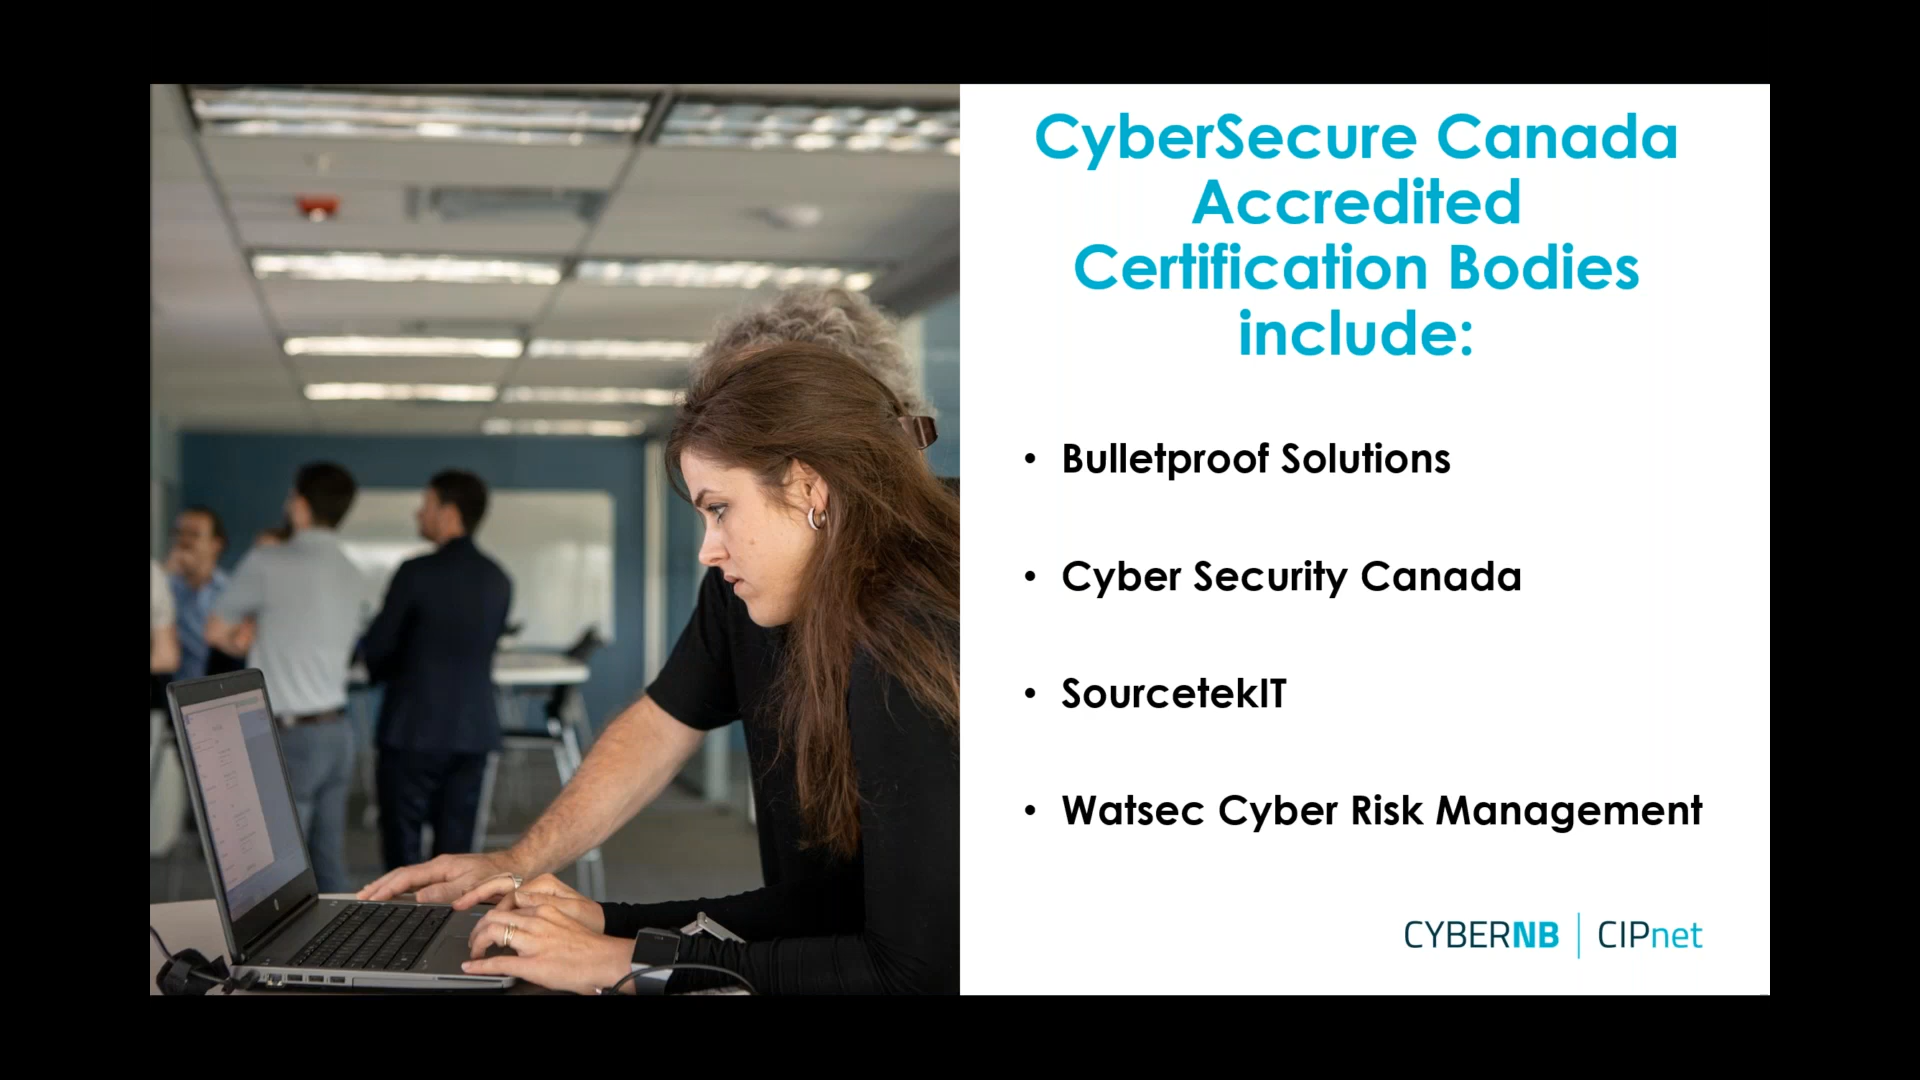 CyberSecure Canada
Accredited
Certification Bodies
include:
• Bulletproof Solutions
• Cyber Security Canada
• SourcetekIT
• Watsec Cyber Risk Management
CYBERNB | CIPnet